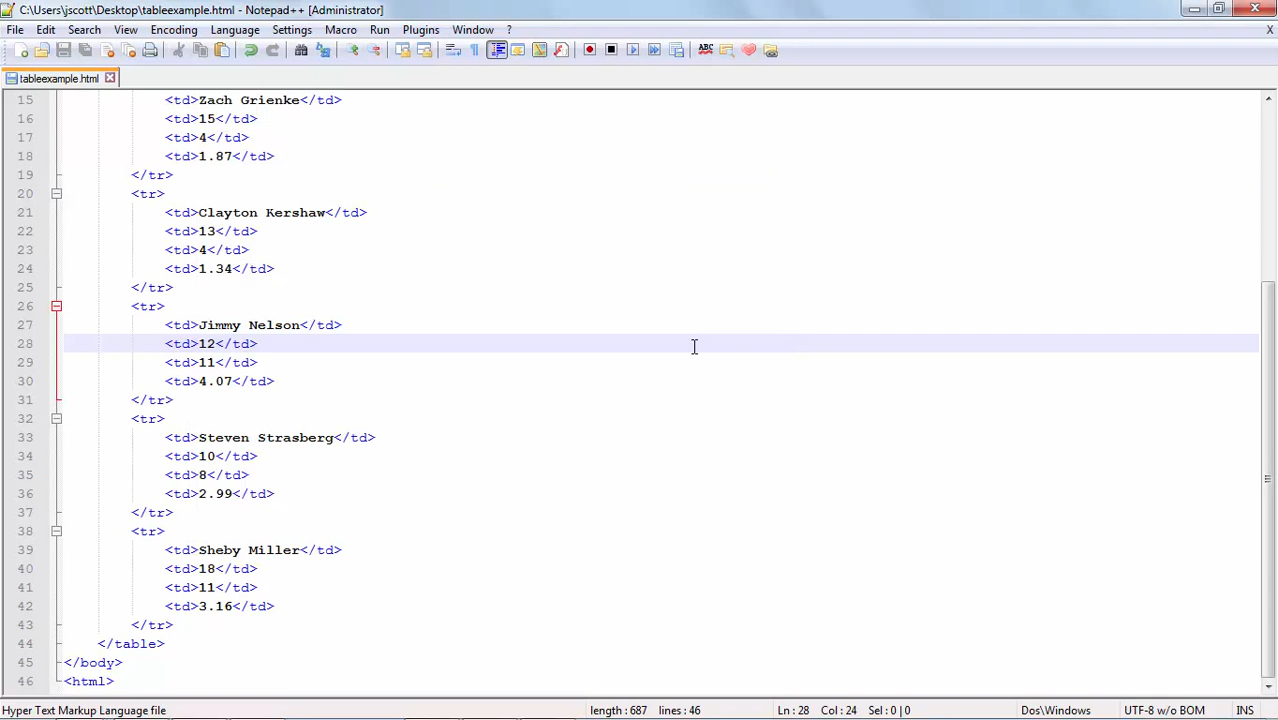 C:\Users\jscott\Desktop\tableexample.html - Notepad++ [Administrator]
File Edit Search View Encoding Language Settings Macro Run Plugins Window ? X
tableexample.html
15 <td>Zach Grienke</td>
16 <td>15</td>
17 <td>4</td>
18 <td>1.87</td>
19 </tr>
20 <tr>
21 <td>Clayton Kershaw</td>
22 <td>13</td>
23 <td>4</td>
24 <td>1.34</td>
25 </tr>
26 <tr>
27 <td>Jimmy Nelson</td>
28 <td>12</td>
29 <td>11</td>
30 <td>4.07</td>
31 </tr>
32 <tr>
33 <td>Steven Strasberg</td>
34 <td>10</td>
35 <td>8</td>
36 <td>2.99</td>
37 </tr>
38 <tr>
39 <td>Sheby Miller</td>
40 <td>18</td>
41 <td>11</td>
42 <td>3.16</td>
43 </tr>
44 </table>
45 </body>
46 <html>
Hyper Text Markup Language file length : 687 lines : 46 Ln : 28 Col : 24 Sel : 0 | 0 Dos\Windows UTF-8 w/o BOM INS